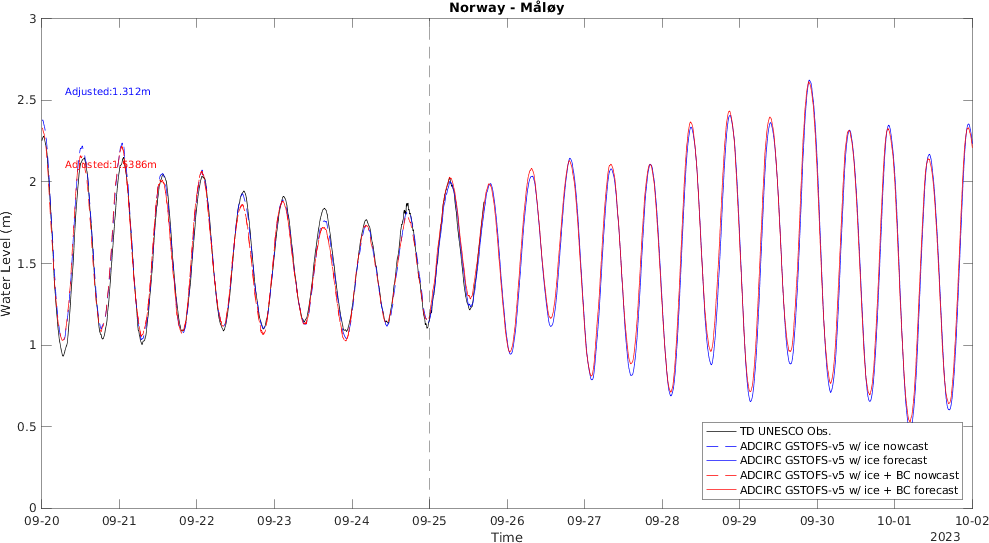 Norway - Måløy
3
Adjusted:1.312m
2.5
Adjusted:
2
Water Level (m)
1.5
1
0.5
TD UNESCO Obs.
ADCIRC GSTOFS-v5 w/ ice nowcast
ADCIRC GSTOFS-v5 w/ ice forecast
ADCIRC GSTOFS-v5 w/ ice + BC nowcast
ADCIRC GSTOFS-v5 w/ ice + BC forecast
0
09-20 09-21 09-22 09-23 09-24 09-25 09-26 09-27 09-28 09-29 09-30 10-01 10-02
Time
2023